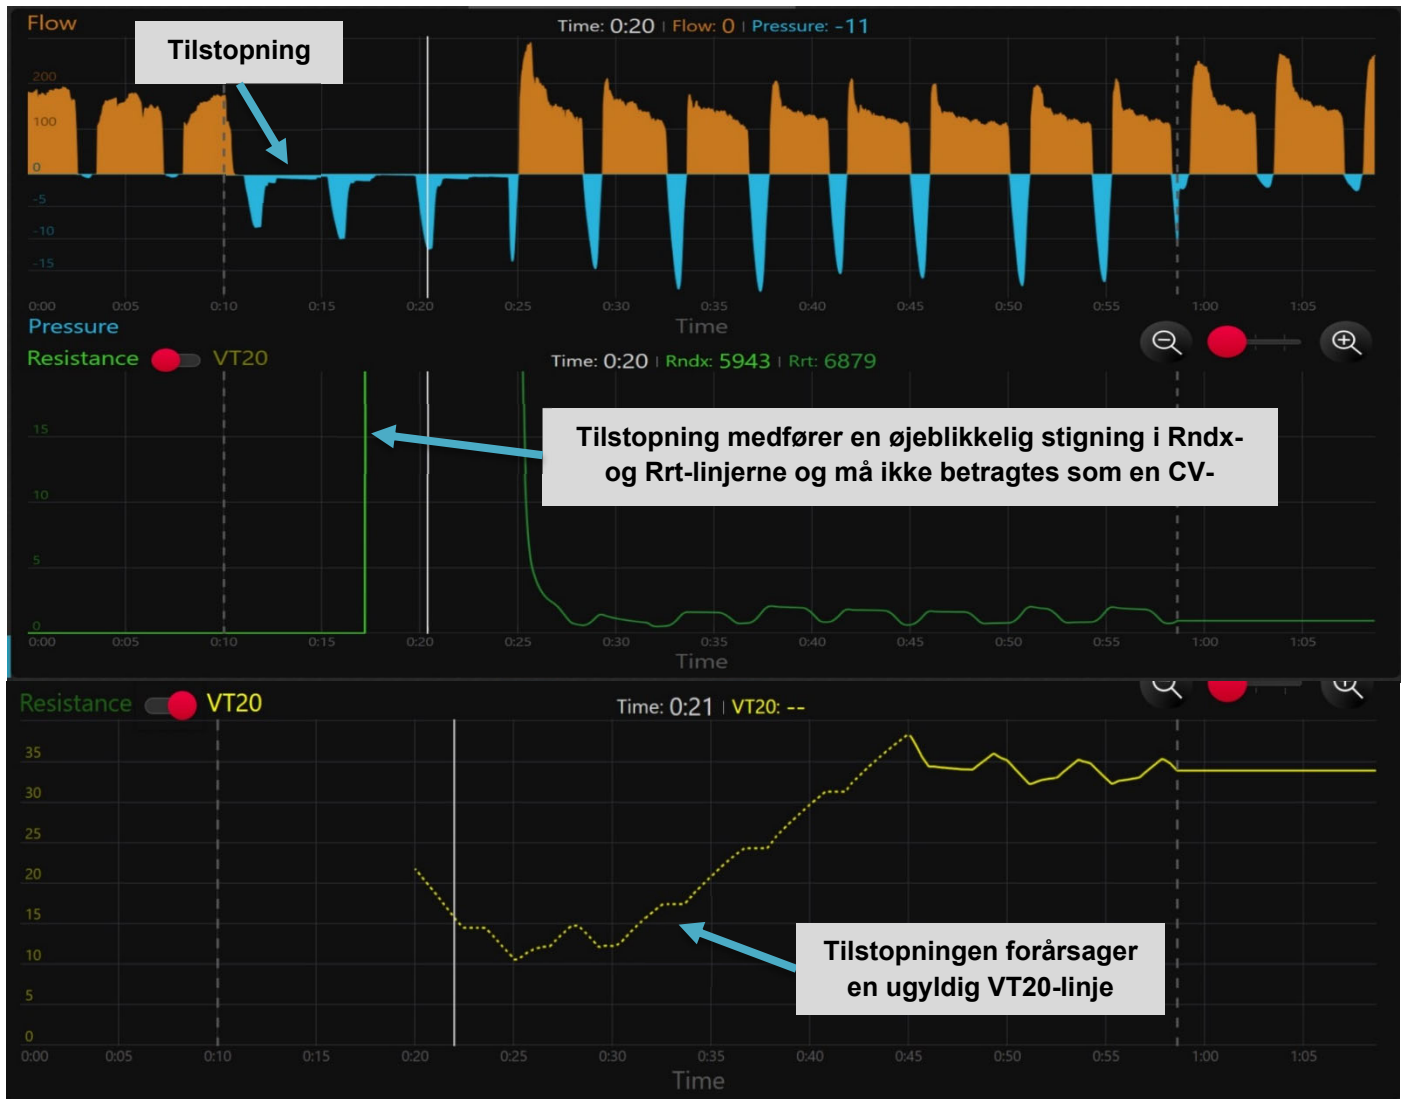 Flow
Time: 0:20 | Flow: 0 | Pressure: -11
Tilstopning
200
100
0
-5
-10
-15
0:00 0:05 0:10 0:15 0:20 0:25 0:30 0:35 0:40 0:45 0:50 0:55 1:00 1:05
Time
Pressure
Resistance VT20
Time: 0:20 | Rndx: 5943 | Rrt: 6879
Tilstopning medfører en øjeblikkelig stigning i Rndx-
og Rrt-linjerne og må ikke betragtes som en CV-
15
10
5
0
0:00 0:05 0:10 0:15 0:20 0:25 0:30 0:35 0:40 0:45 0:50 0:55 1:00 1:05
Time
Resistance VT20
Time: 0:21 | VT20: --
35
30
25
20
15
10
5
0
Tilstopningen forårsager
en ugyldig VT20-linje
0:00 0:05 0:10 0:15 0:20 0:25 0:30 0:35 0:40 0:45 0:50 0:55 1:00 1:05
Time